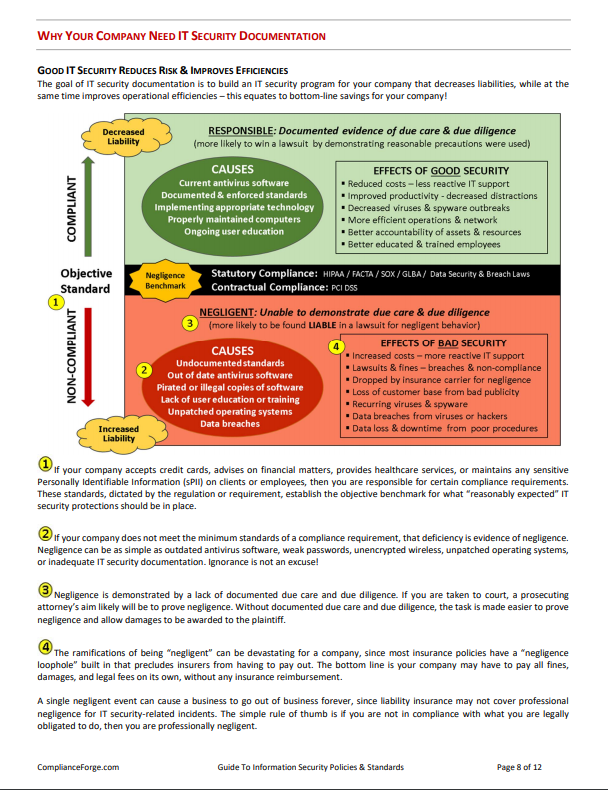 WHY YOUR COMPANY NEED IT SECURITY DOCUMENTATION
GOOD IT SECURITY REDUCES RISK & IMPROVES EFFICIENCIES
The goal of IT security documentation is to build an IT security program for your company that decreases liabilities, while at the
same time improves operational efficiencies – this equates to bottom-line savings for your company!
Decreased
Liability
RESPONSIBLE: Documented evidence of due care & due diligence
(more likely to win a lawsuit by demonstrating reasonable precautions were used)
COMPLIANT
CAUSES
Current antivirus software
Documented & enforced standards
Implementing appropriate technology
Properly maintained computers
Ongoing user education
EFFECTS OF GOOD SECURITY
▪ Reduced costs – less reactive IT support
▪ Improved productivity - decreased distractions
▪ Decreased viruses & spyware outbreaks
▪ More efficient operations & network
▪ Better accountability of assets & resources
▪ Better educated & trained employees
Objective
Standard
1
Negligence
Benchmark
Statutory Compliance: HIPAA / FACTA / SOX / GLBA / Data Security & Breach Laws
Contractual Compliance: PCI DSS
NON-COMPLIANT
NEGLIGENT: Unable to demonstrate due care & due diligence
3
(more likely to be found LIABLE in a lawsuit for negligent behavior)
2
CAUSES
Undocumented standards
Out of date antivirus software
Pirated or illegal copies of software
Lack of user education or training
Unpatched operating systems
Data breaches
4
EFFECTS OF BAD SECURITY
▪ Increased costs – more reactive IT support
▪ Lawsuits & fines – breaches & non-compliance
▪ Dropped by insurance carrier for negligence
▪ Loss of customer base from bad publicity
▪ Recurring viruses & spyware
▪ Data breaches from viruses or hackers
▪ Data loss & downtime from poor procedures
Increased
Liability
1 If your company accepts credit cards, advises on financial matters, provides healthcare services, or maintains any sensitive
Personally Identifiable Information (sPII) on clients or employees, then you are responsible for certain compliance requirements.
These standards, dictated by the regulation or requirement, establish the objective benchmark for what “reasonably expected” IT
security protections should be in place.
2 If your company does not meet the minimum standards of a compliance requirement, that deficiency is evidence of negligence.
Negligence can be as simple as outdated antivirus software, weak passwords, unencrypted wireless, unpatched operating systems,
or inadequate IT security documentation. Ignorance is not an excuse!
3 Negligence is demonstrated by a lack of documented due care and due diligence. If you are taken to court, a prosecuting
attorney’s aim likely will be to prove negligence. Without documented due care and due diligence, the task is made easier to prove
negligence and allow damages to be awarded to the plaintiff.
4 The ramifications of being “negligent” can be devastating for a company, since most insurance policies have a “negligence
loophole” built in that precludes insurers from having to pay out. The bottom line is your company may have to pay all fines,
damages, and legal fees on its own, without any insurance reimbursement.
A single negligent event can cause a business to go out of business forever, since liability insurance may not cover professional
negligence for IT security-related incidents. The simple rule of thumb is if you are not in compliance with what you are legally
obligated to do, then you are professionally negligent.
ComplianceForge.com
Guide To Information Security Policies & Standards
Page 8 of 12